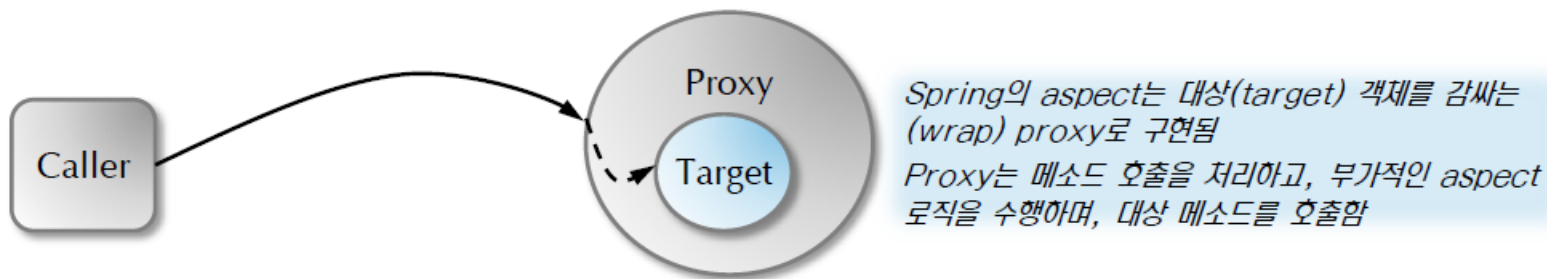 Caller
Proxy
Target
Spring의 aspect는 대상(target) 객체를 감싸는
(wrap) proxy로 구현됨
Proxy는 메소드 호출을 처리하고, 부가적인 aspect
로직을 수행하며, 대상 메소드를 호출함